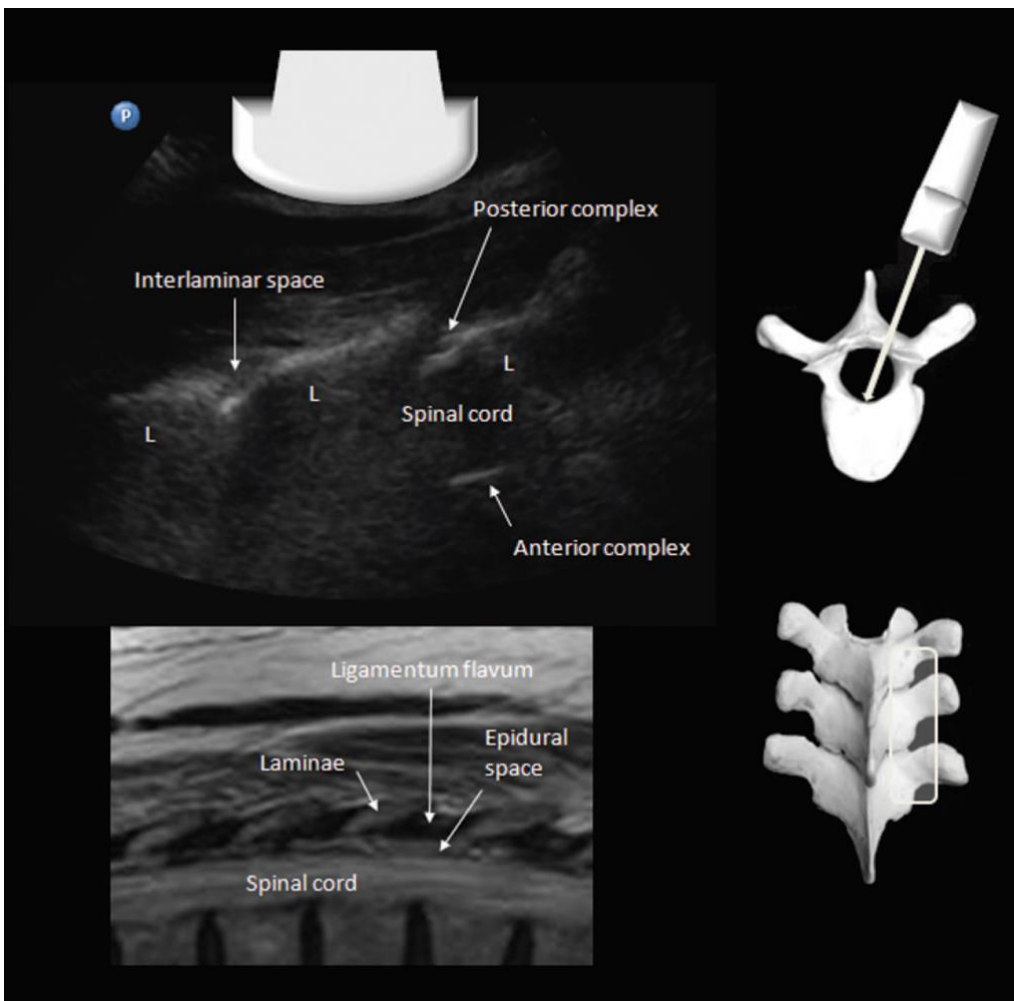 P
Posterior complex
Interlaminar space
L
L
L
Spinal cord
Anterior complex
Ligamentum flavum
Epidural
space
Laminae
Spinal cord